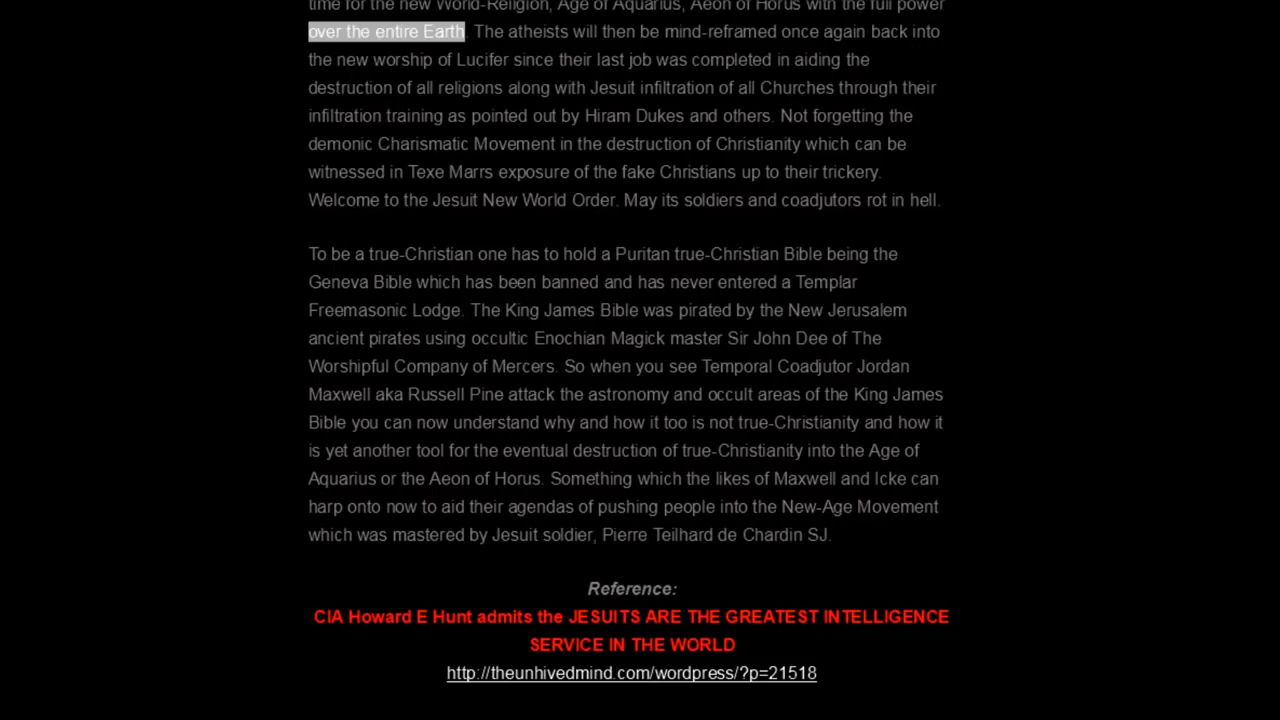 time for the new World-Religion, Age of Aquarius, Aeon of Horus with the full power
over the entire Earth. The atheists will then be mind-reframed once again back into
the new worship of Lucifer since their last job was completed in aiding the
destruction of all religions along with Jesuit infiltration of all Churches through their
infiltration training as pointed out by Hiram Dukes and others. Not forgetting the
demonic Charismatic Movement in the destruction of Christianity which can be
witnessed in Texe Marrs exposure of the fake Christians up to their trickery.
Welcome to the Jesuit New World Order. May its soldiers and coadjutors rot in hell.
To be a true-Christian one has to hold a Puritan true-Christian Bible being the
Geneva Bible which has been banned and has never entered a Templar
Freemasonic Lodge. The King James Bible was pirated by the New Jerusalem
ancient pirates using occultic Enochian Magick master Sir John Dee of The
Worshipful Company of Mercers. So when you see Temporal Coadjutor Jordan
Maxwell aka Russell Pine attack the astronomy and occult areas of the King James
Bible you can now understand why and how it too is not true-Christianity and how it
is yet another tool for the eventual destruction of true-Christianity into the Age of
Aquarius or the Aeon of Horus. Something which the likes of Maxwell and Icke can
harp onto now to aid their agendas of pushing people into the New-Age Movement
which was mastered by Jesuit soldier, Pierre Teilhard de Chardin SJ.
Reference:
CIA Howard E Hunt admits the JESUITS ARE THE GREATEST INTELLIGENCE
SERVICE IN THE WORLD
http://theunhivedmind.com/wordpress/?p=21518